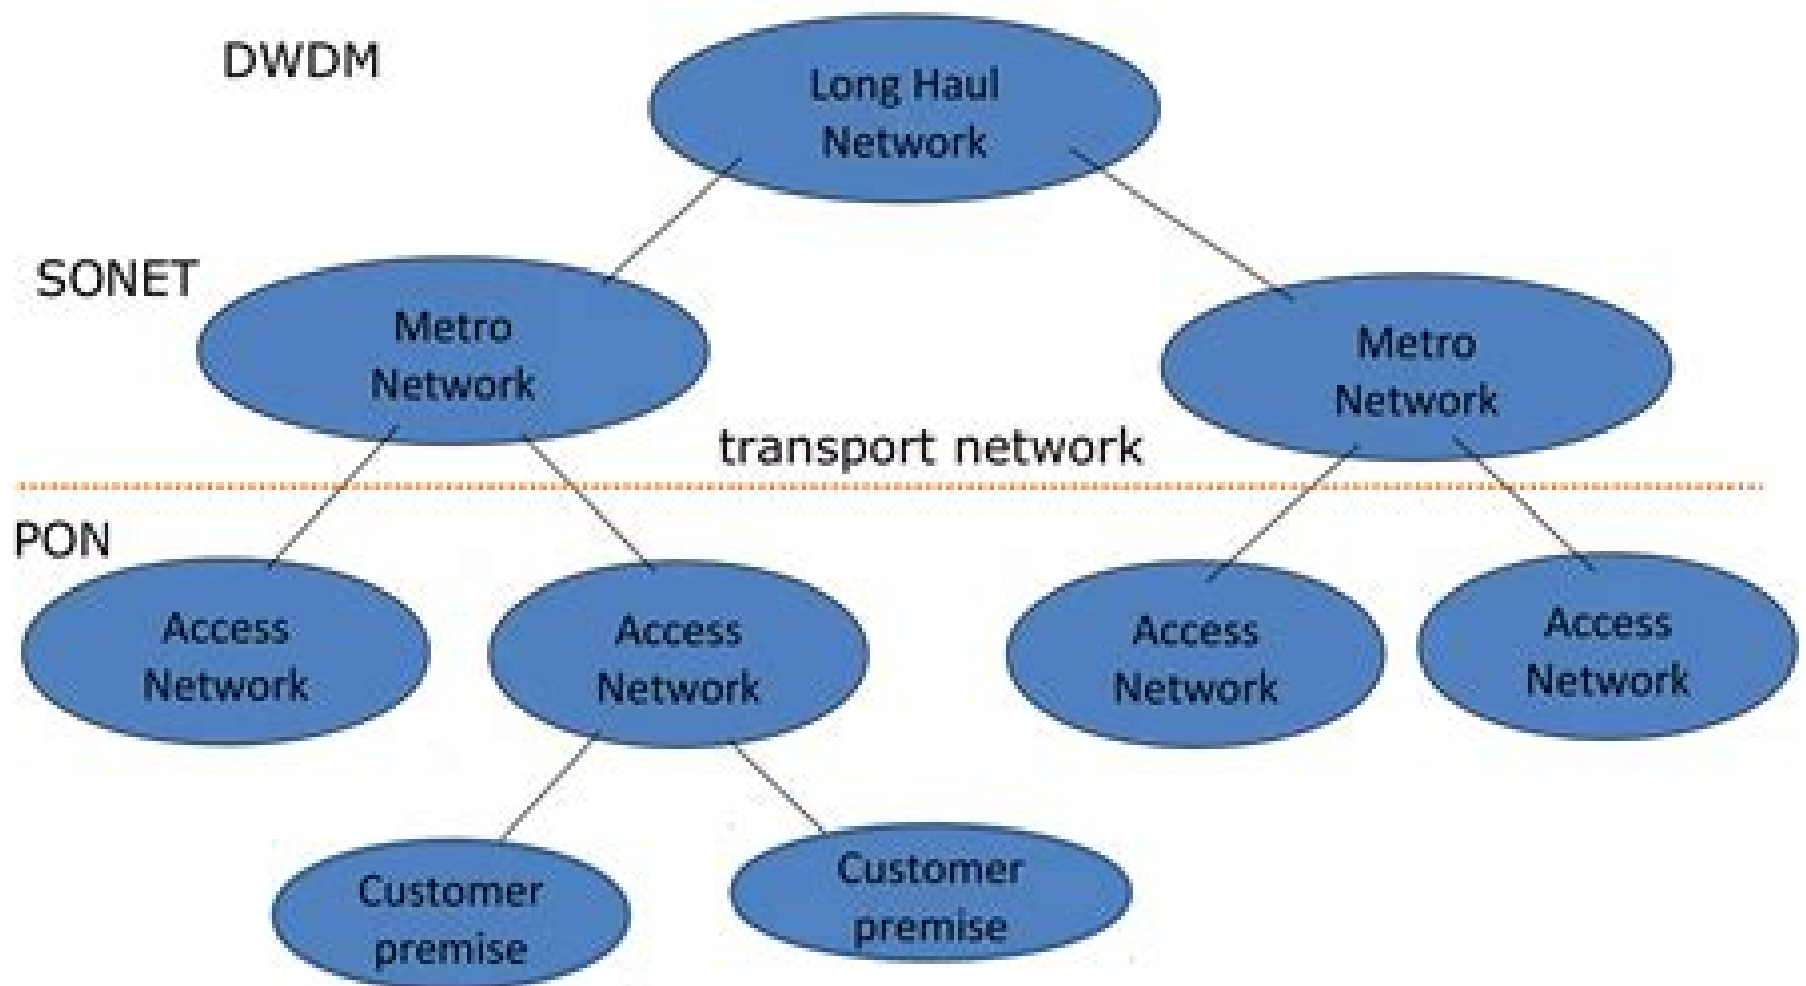 DWDM
Long Haul
Network
SONET
Metro
Network
Metro
Network
transport network
PON
Access
Network
Access
Network
Access
Network
Access
Network
Customer
premise
Customer
premise